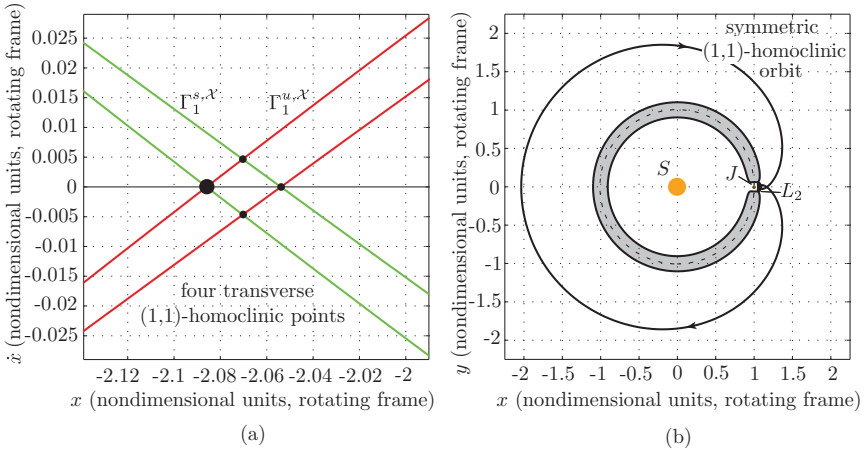 0.025
0.02
0.015
0.01
0.005
0
-0.005
-0.01
-0.015
-0.02
-0.025
ẋ (nondimensional units, rotating frame)
Γ₁^{s,𝒳}
Γ₁^{u,𝒳}
four transverse
(1,1)-homoclinic points
-2.12 -2.1 -2.08 -2.06 -2.04 -2.02 -2
x (nondimensional units, rotating frame)
(a)
2
1.5
1
0.5
0
-0.5
-1
-1.5
-2
y (nondimensional units, rotating frame)
symmetric
(1,1)-homoclinic
orbit
S
J
L₂
-2 -1.5 -1 -0.5 0 0.5 1 1.5 2
x (nondimensional units, rotating frame)
(b)